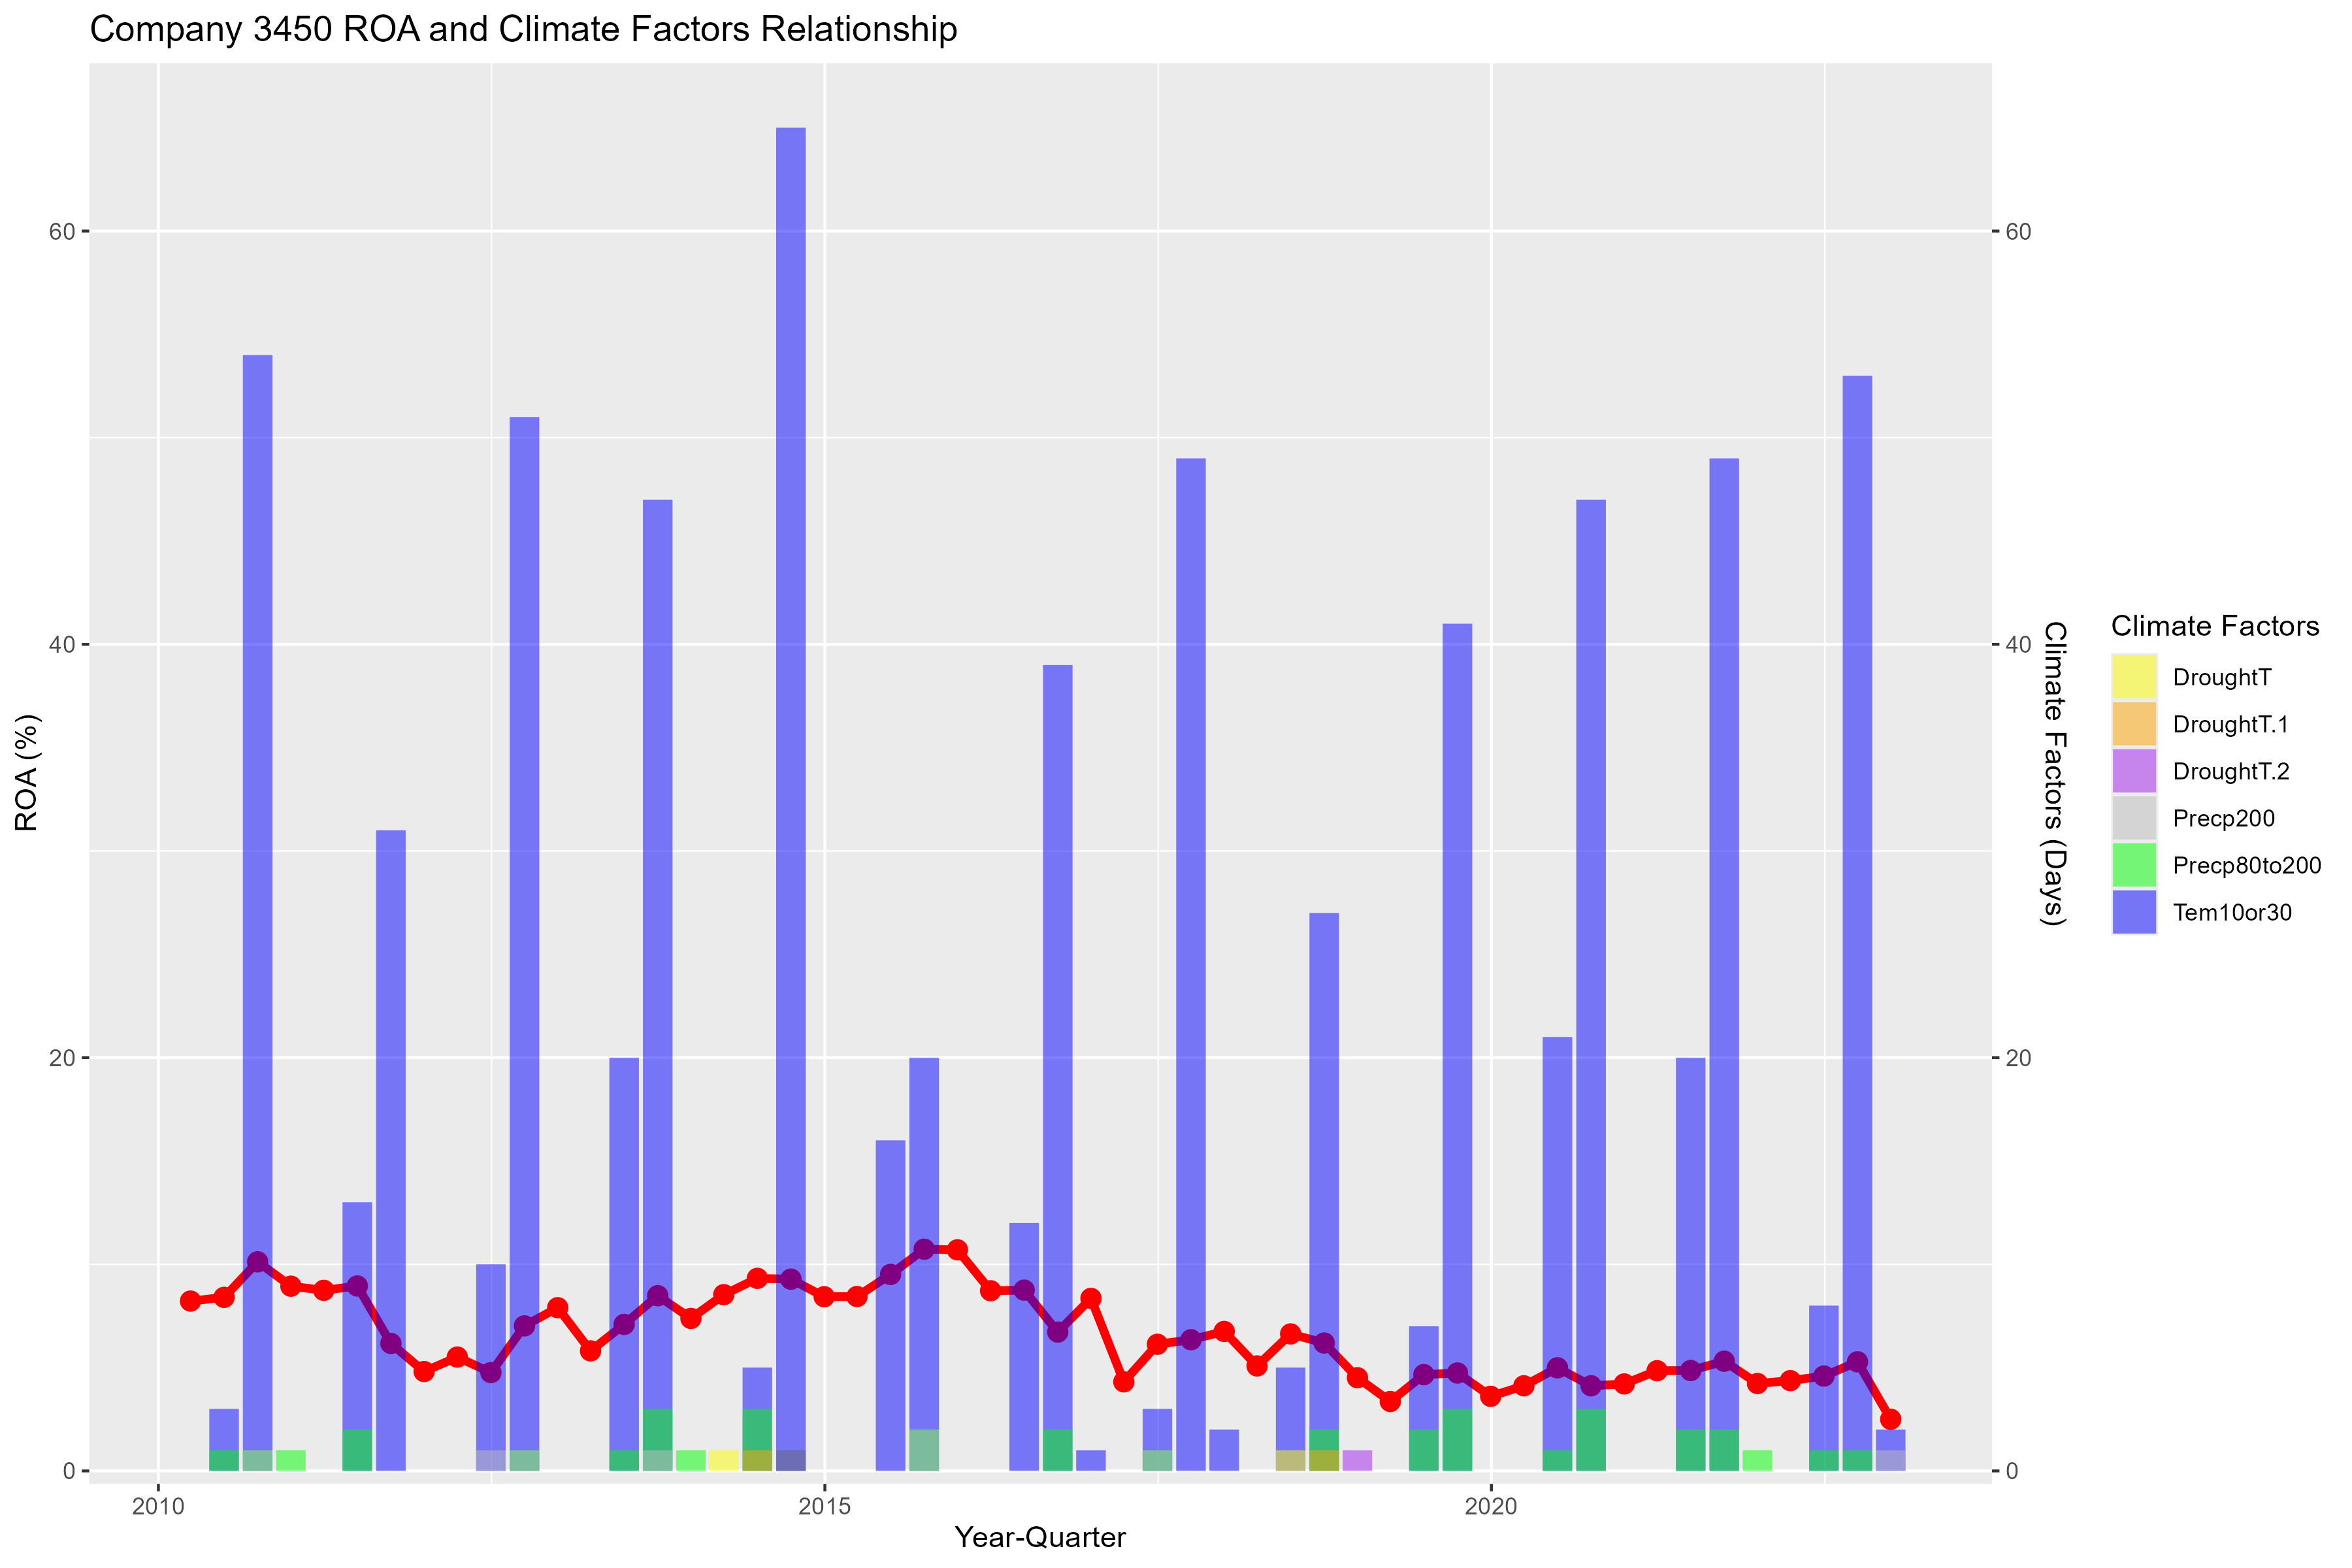 Company 3450 ROA and Climate Factors Relationship
ROA (%)
60
40
20
0
60
40
20
0
Climate Factors (Days)
2010
2015
2020
Year-Quarter
Climate Factors
DroughtT
DroughtT.1
DroughtT.2
Precp200
Precp80to200
Tem10or30